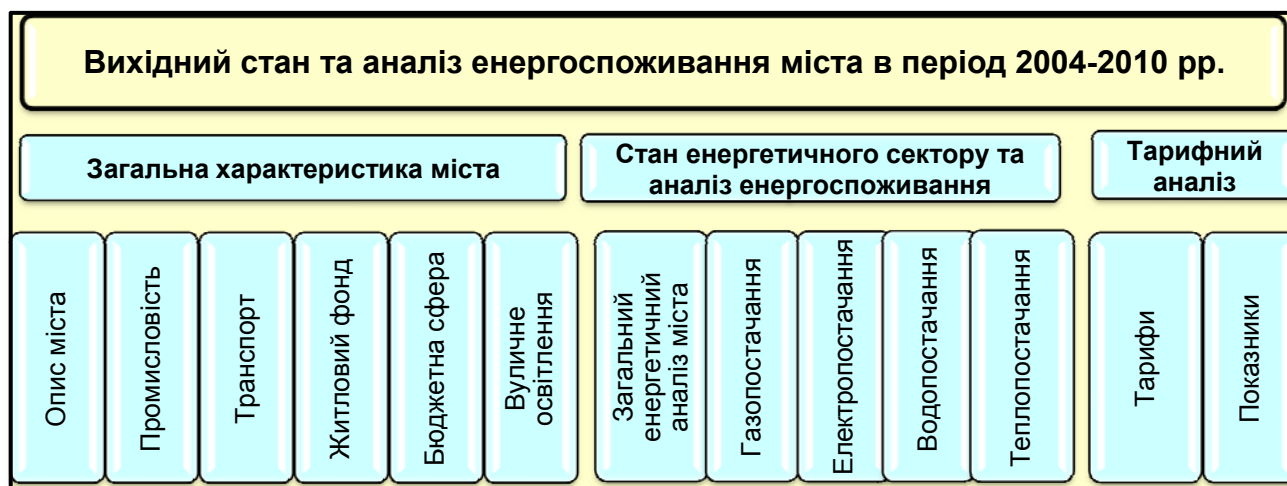 Вихідний стан та аналіз енергоспоживання міста в період 2004-2010 рр.
Загальна характеристика міста
Стан енергетичного сектору та
аналіз енергоспоживання
Тарифний
аналіз
Опис міста
Промисловість
Транспорт
Житловий фонд
Бюджетна сфера
Вуличне
освітлення
Загальний
енергетичний
аналіз міста
Газопостачання
Електропостачання
Водопостачання
Теплопостачання
Тарифи
Показники